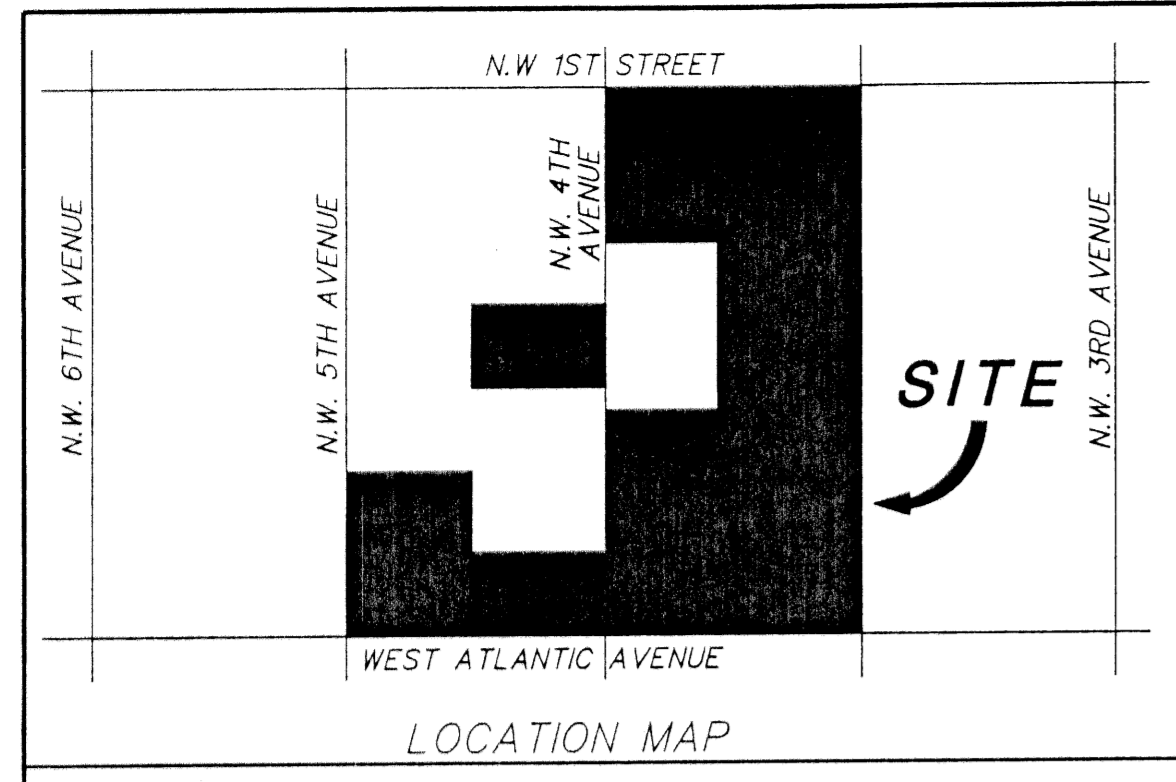 N.W 1ST STREET
N.W. 4TH
AVENUE
N.W. 6TH AVENUE
N.W. 5TH AVENUE
N.W. 3RD AVENUE
SITE
WEST ATLANTIC AVENUE
LOCATION MAP